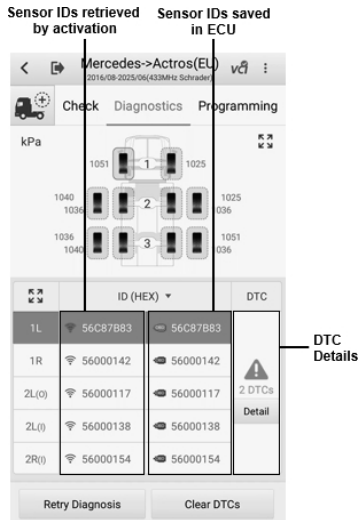 Sensor IDs retrieved
by activation
Sensor IDs saved
in ECU
Mercedes->Actros(EU)
2016/08-2025/06(433MHz Schrader)
VCI
Check Diagnostics Programming
kPa
1051 1 1025
1040 1025
1036 2 036
1036 1051
1040 3 036
ID (HEX) ▾ DTC
1L 56C87B83 56C87B83
1R 56000142 56000142
2L(O) 56000117 56000117
2L(I) 56000138 56000138
2R(I) 56000154 56000154
2 DTCs
Detail
DTC
Details
Retry Diagnosis Clear DTCs